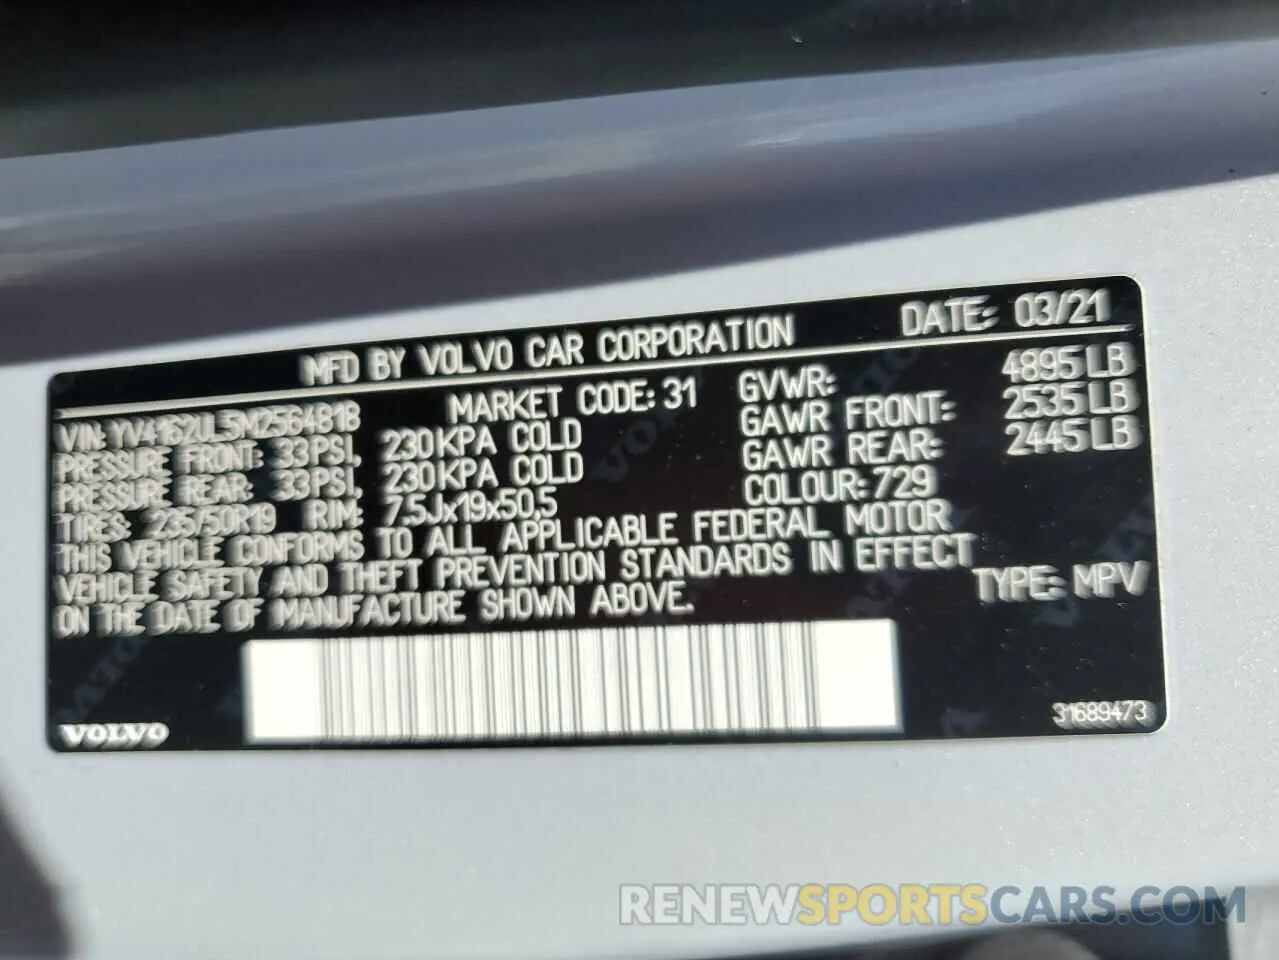 MFD BY VOLVO CAR CORPORATION DATE: 03/21
VIN: YV4162UL5M2564818 MARKET CODE: 31 GVWR: 4895 LB
PRESSURE FRONT: 33 PSI, 230 KPA COLD GAWR FRONT: 2535 LB
PRESSURE REAR: 33 PSI, 230 KPA COLD GAWR REAR: 2445 LB
TIRES: 235/50R19 RIM: 7.5Jx19x50,5 COLOUR: 729
THIS VEHICLE CONFORMS TO ALL APPLICABLE FEDERAL MOTOR
VEHICLE SAFETY AND THEFT PREVENTION STANDARDS IN EFFECT
ON THE DATE OF MANUFACTURE SHOWN ABOVE. TYPE: MPV
VOLVO
31689473
RENEWSPORTSCARS.COM